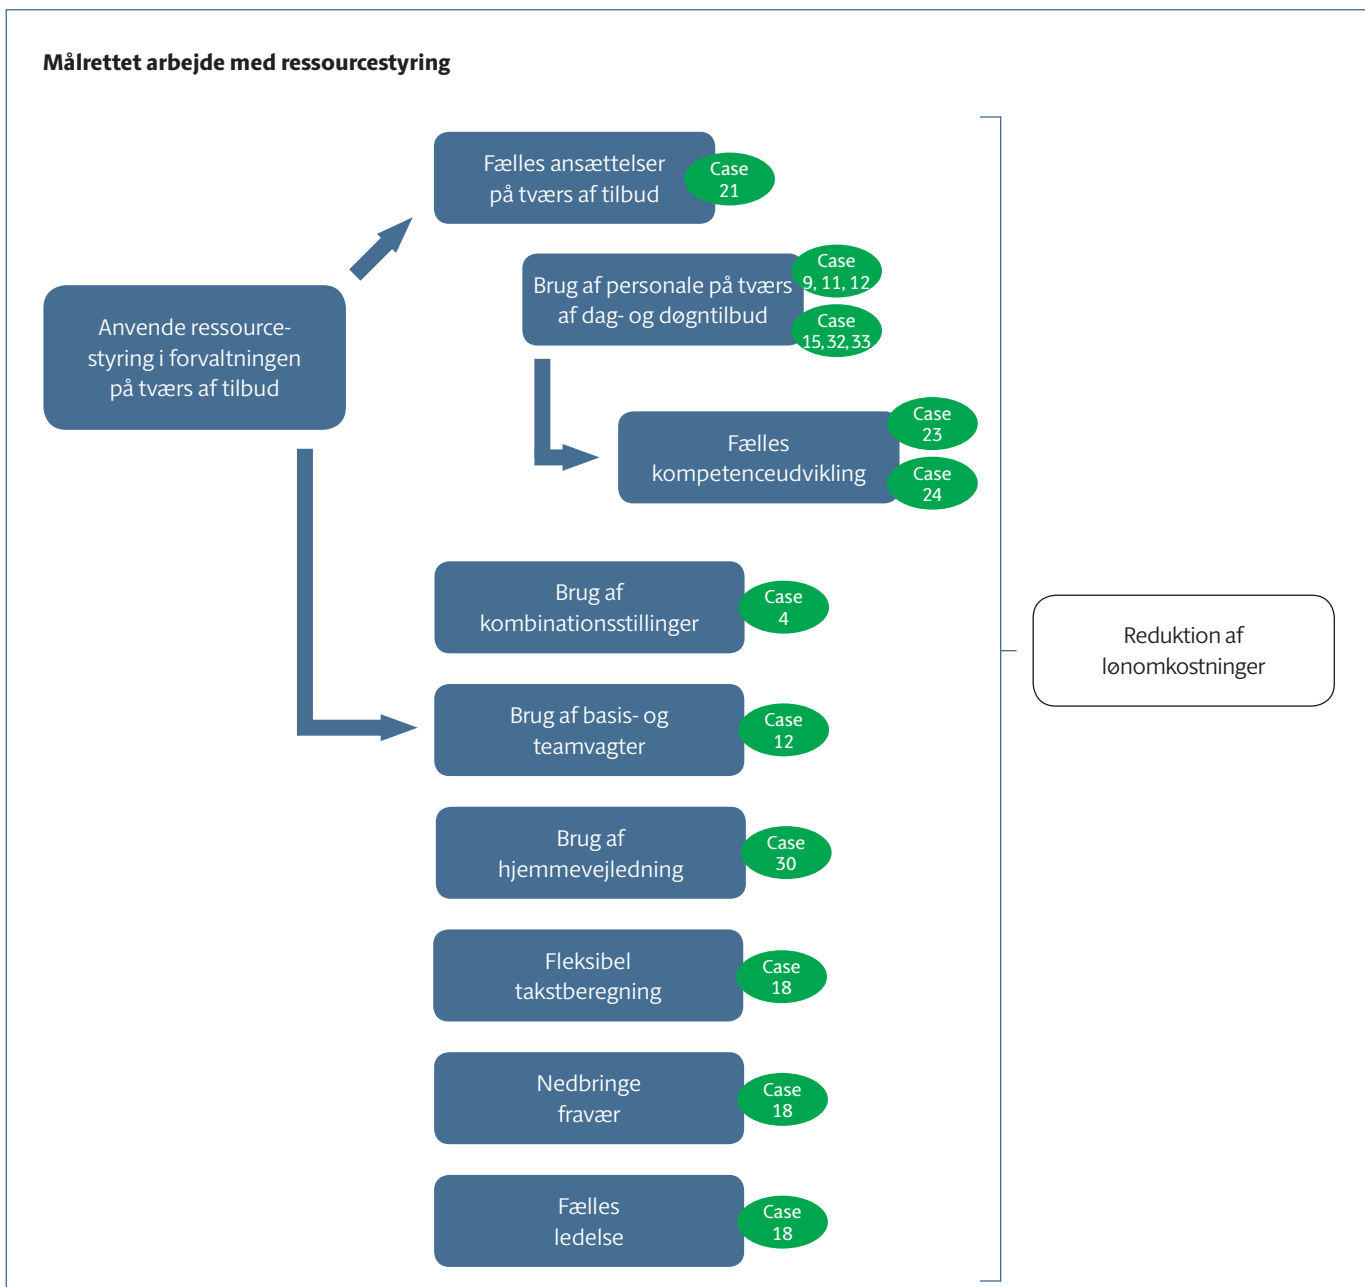 Målrettet arbejde med ressourcestyring
Fælles ansættelser
på tværs af tilbud
Case
21
Brug af personale på tværs
af dag- og døgntilbud
Case
9, 11, 12
Case
15, 32, 33
Anvende ressource-
styring i forvaltningen
på tværs af tilbud
Fælles
kompetenceudvikling
Case
23
Case
24
Brug af
kombinationsstillinger
Case
4
Reduktion af
lønomkostninger
Brug af basis- og
teamvagter
Case
12
Brug af
hjemmevejledning
Case
30
Fleksibel
takstberegning
Case
18
Nedbringe
fravær
Case
18
Fælles
ledelse
Case
18